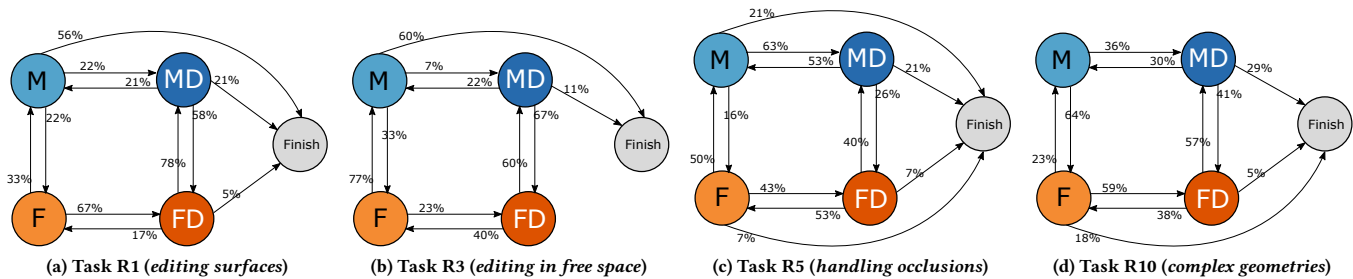 56%
M
22%
MD
21%
21%
22%
58%
Finish
78%
33%
5%
F
67%
FD
17%
(a) Task R1 (editing surfaces)
60%
M
7%
MD
22%
11%
33%
67%
Finish
77%
60%
F
23%
FD
40%
(b) Task R3 (editing in free space)
21%
M
63%
MD
53%
21%
26%
16%
Finish
40%
50%
7%
F
43%
FD
53%
7%
(c) Task R5 (handling occlusions)
M
36%
MD
30%
29%
41%
64%
Finish
57%
23%
5%
F
59%
FD
38%
18%
(d) Task R10 (complex geometries)